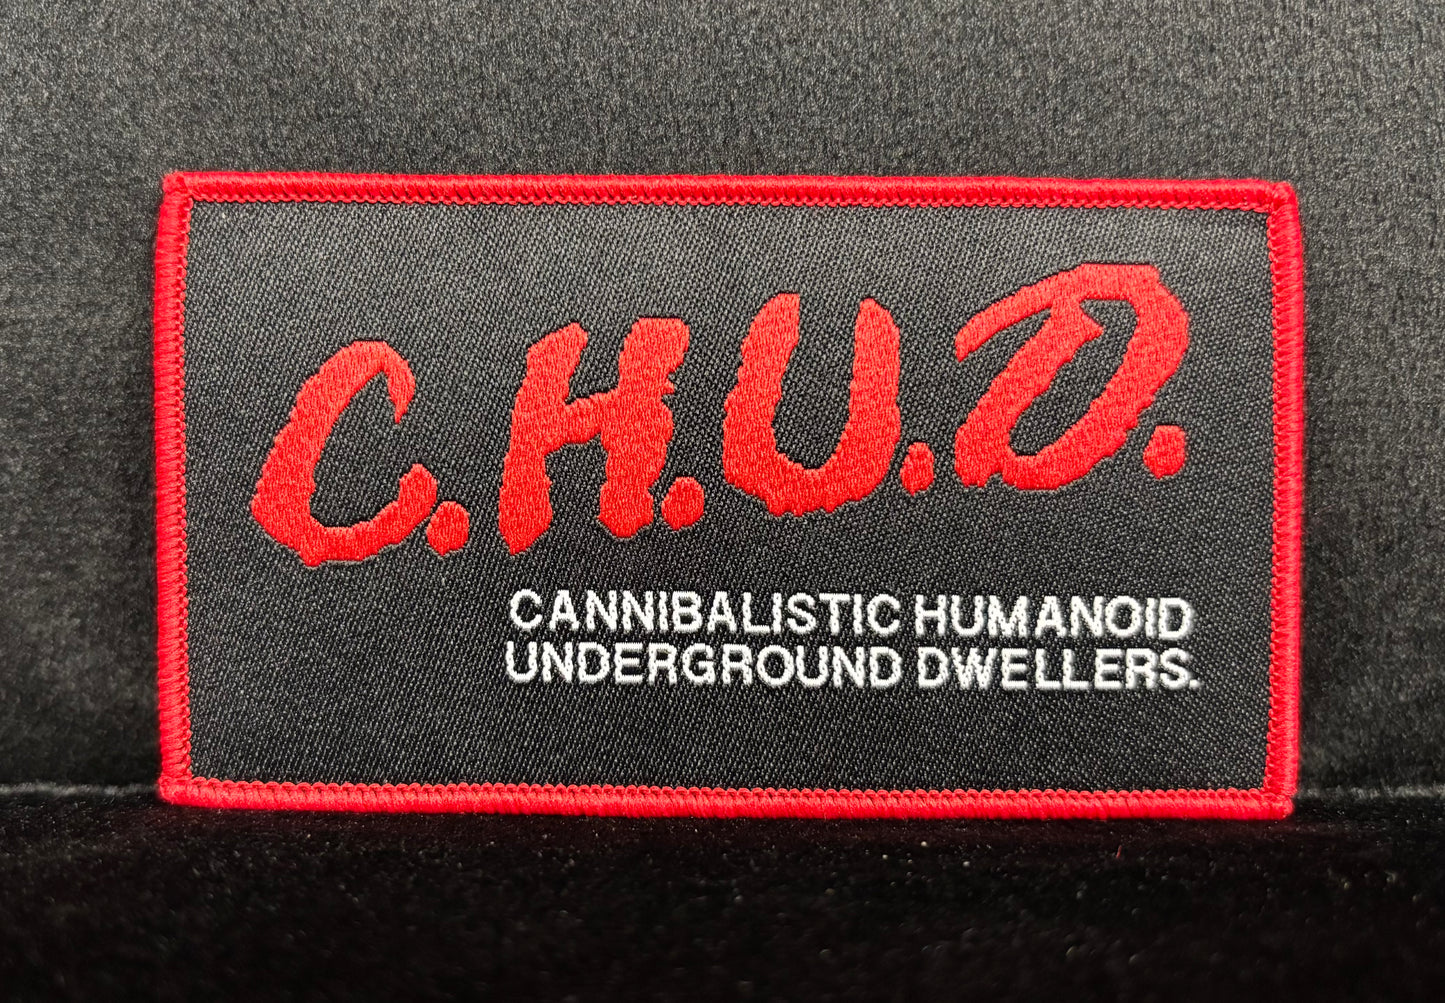 C.H.U.D.
CANNIBALISTIC HUMANOID
UNDERGROUND DWELLERS.